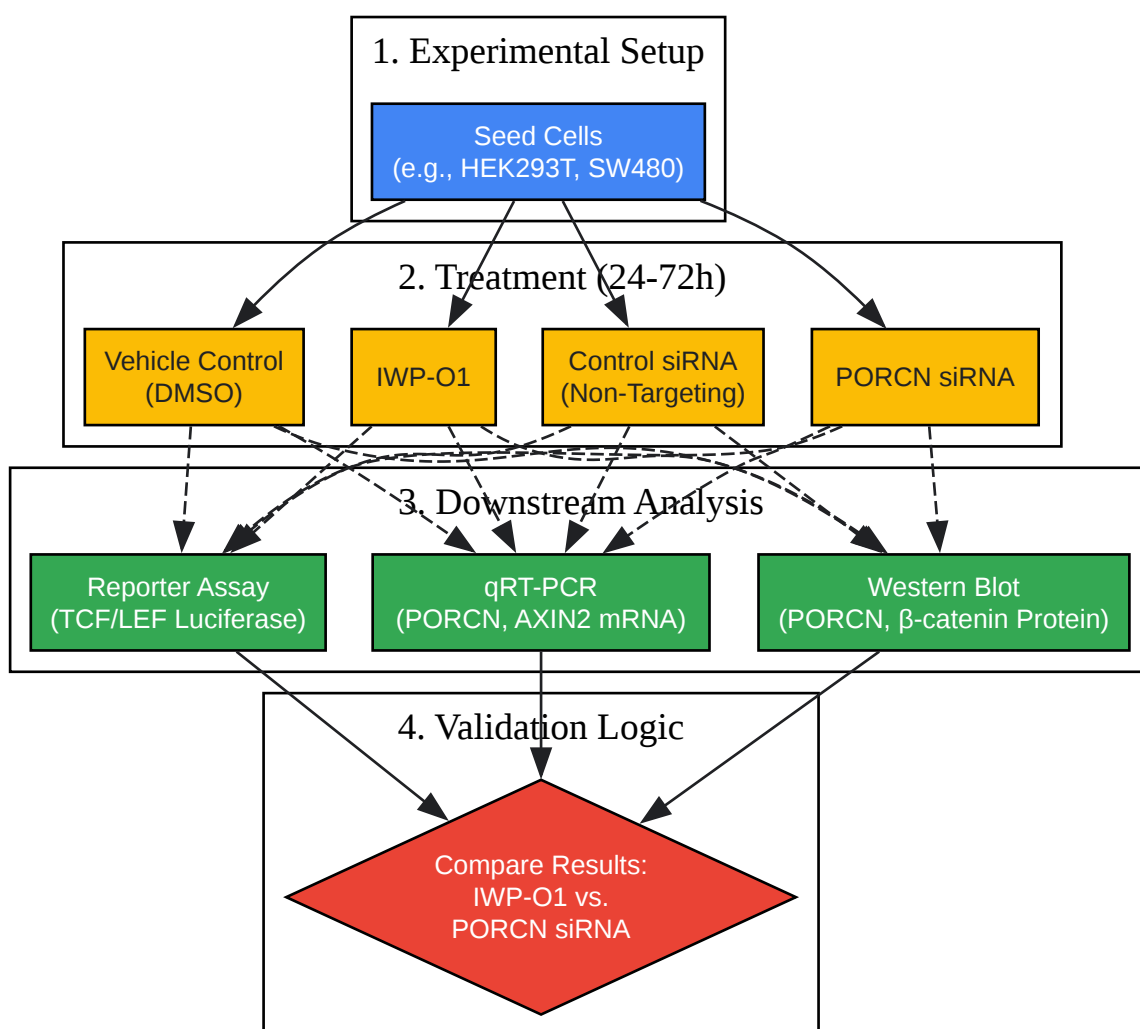 1. Experimental Setup
Seed Cells
(e.g., HEK293T, SW480)
2. Treatment (24-72h)
Vehicle Control
(DMSO)
IWP-O1
Control siRNA
(Non-Targeting)
PORCN siRNA
3. Downstream Analysis
Reporter Assay
(TCF/LEF Luciferase)
qRT-PCR
(PORCN, AXIN2 mRNA)
Western Blot
(PORCN, β-catenin Protein)
4. Validation Logic
Compare Results:
IWP-O1 vs.
PORCN siRNA